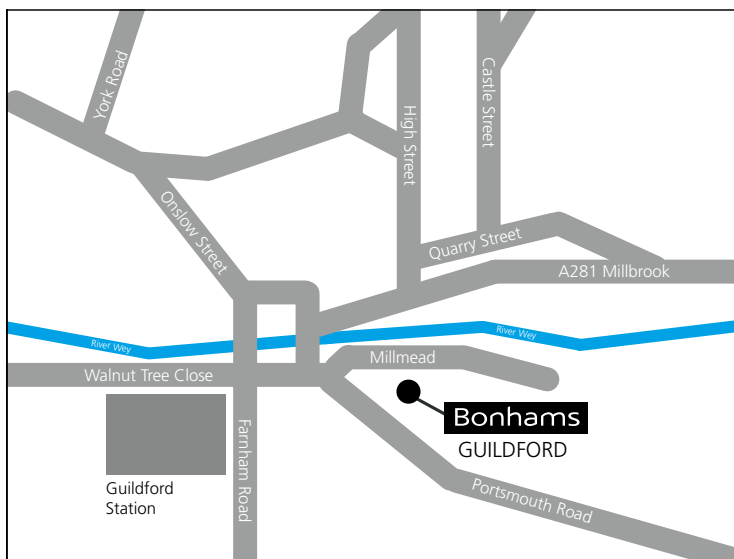 York Road
High Street
Castle Street
Onslow Street
Quarry Street
A281 Millbrook
River Wey
River Wey
Millmead
Walnut Tree Close
Bonhams
GUILDFORD
Farnham Road
Guildford
Station
Portsmouth Road